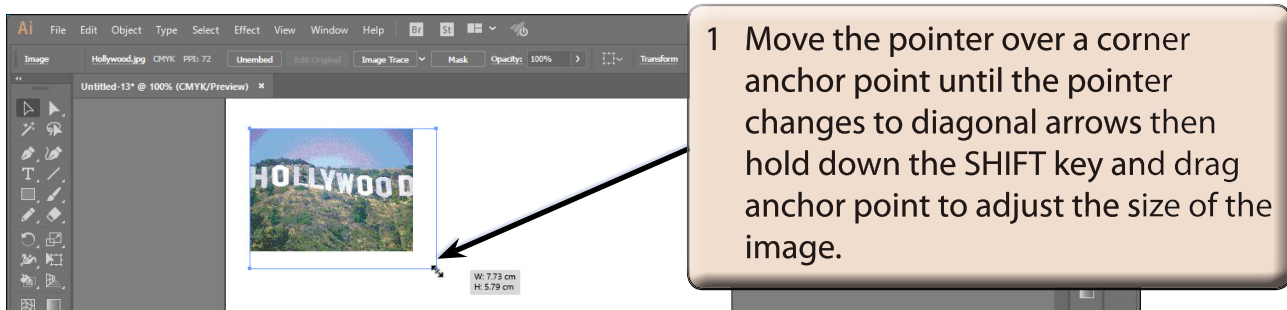 Ai File Edit Object Type Select Effect View Window Help Br St
Image Hollywood.jpg CMYK PPI: 72 Unembed Edit Original Image Trace Mask Opacity: 100% Transform
Untitled-13* @ 100% (CMYK/Preview) ×
HOLLYWOOD
W: 7.73 cm
H: 5.79 cm
1 Move the pointer over a corner
anchor point until the pointer
changes to diagonal arrows then
hold down the SHIFT key and drag
anchor point to adjust the size of the
image.